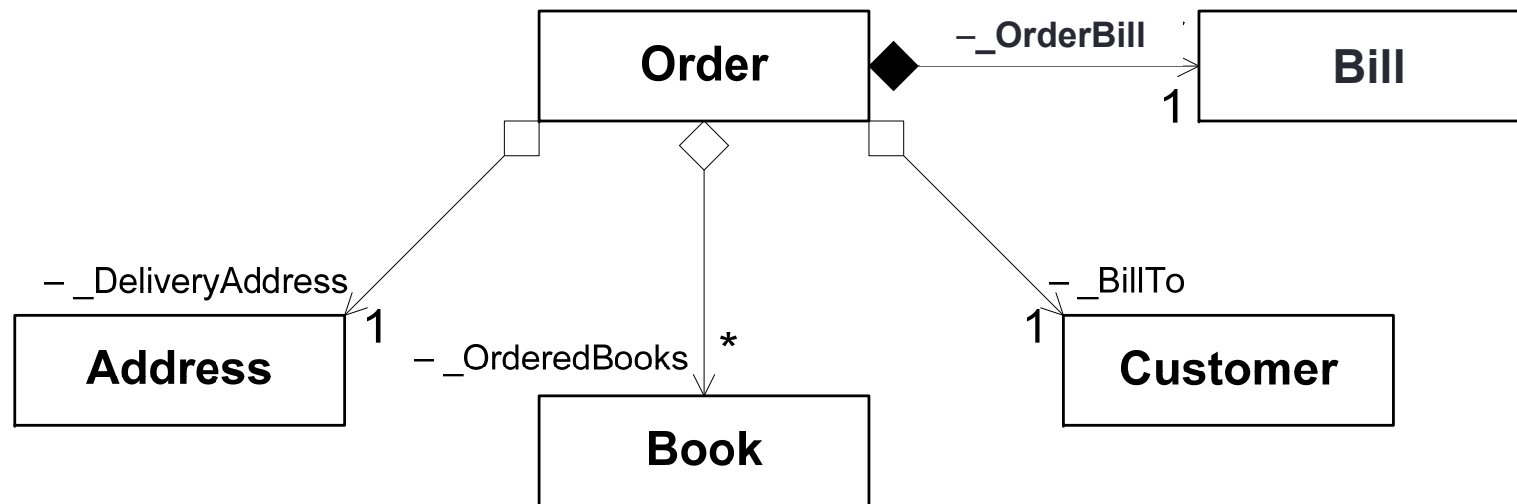 –_OrderBill
Order
Bill
1
– _DeliveryAddress
– _BillTo
1
1
– _OrderedBooks
*
Address
Customer
Book